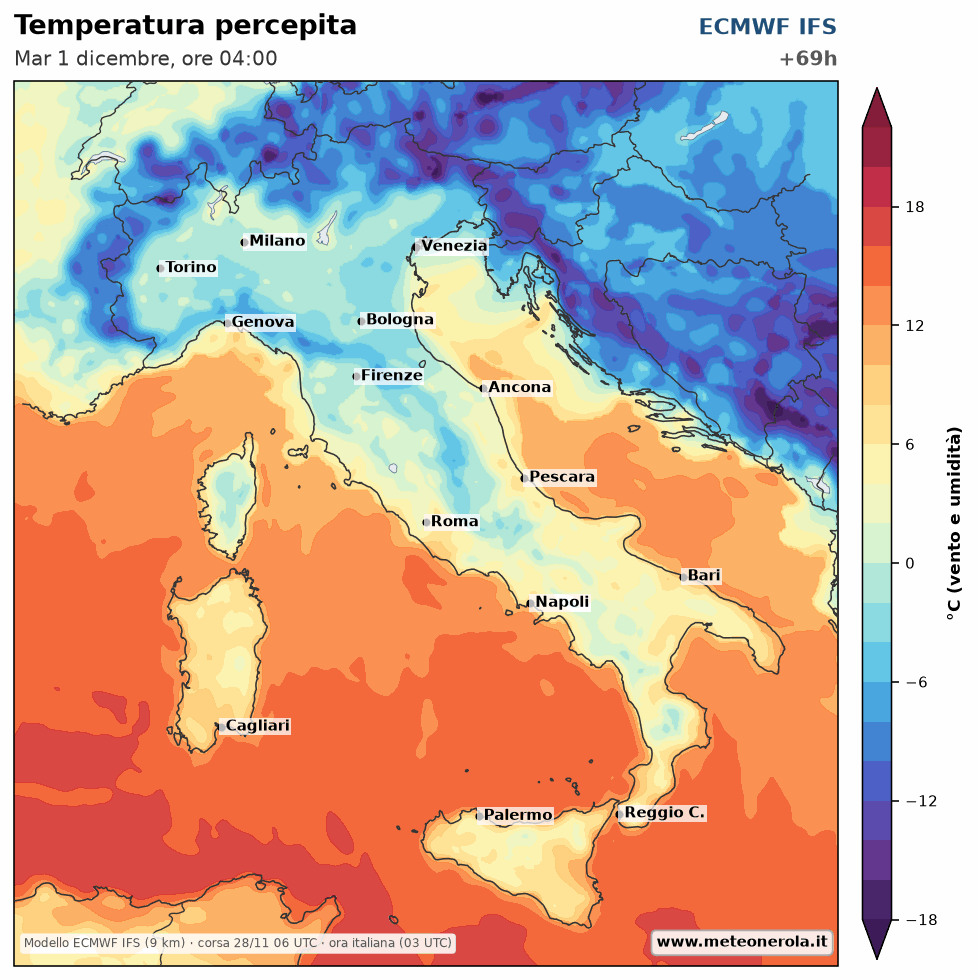 Temperatura percepita
ECMWF IFS
Mar 1 dicembre, ore 04:00
+69h
Milano
Venezia
Torino
Genova
Bologna
Firenze
Ancona
Pescara
Roma
Bari
Napoli
Cagliari
Palermo
Reggio C.
18
12
6
0
−6
−12
−18
°C (vento e umidità)
Modello ECMWF IFS (9 km) · corsa 28/11 06 UTC · ora italiana (03 UTC)
www.meteonerola.it